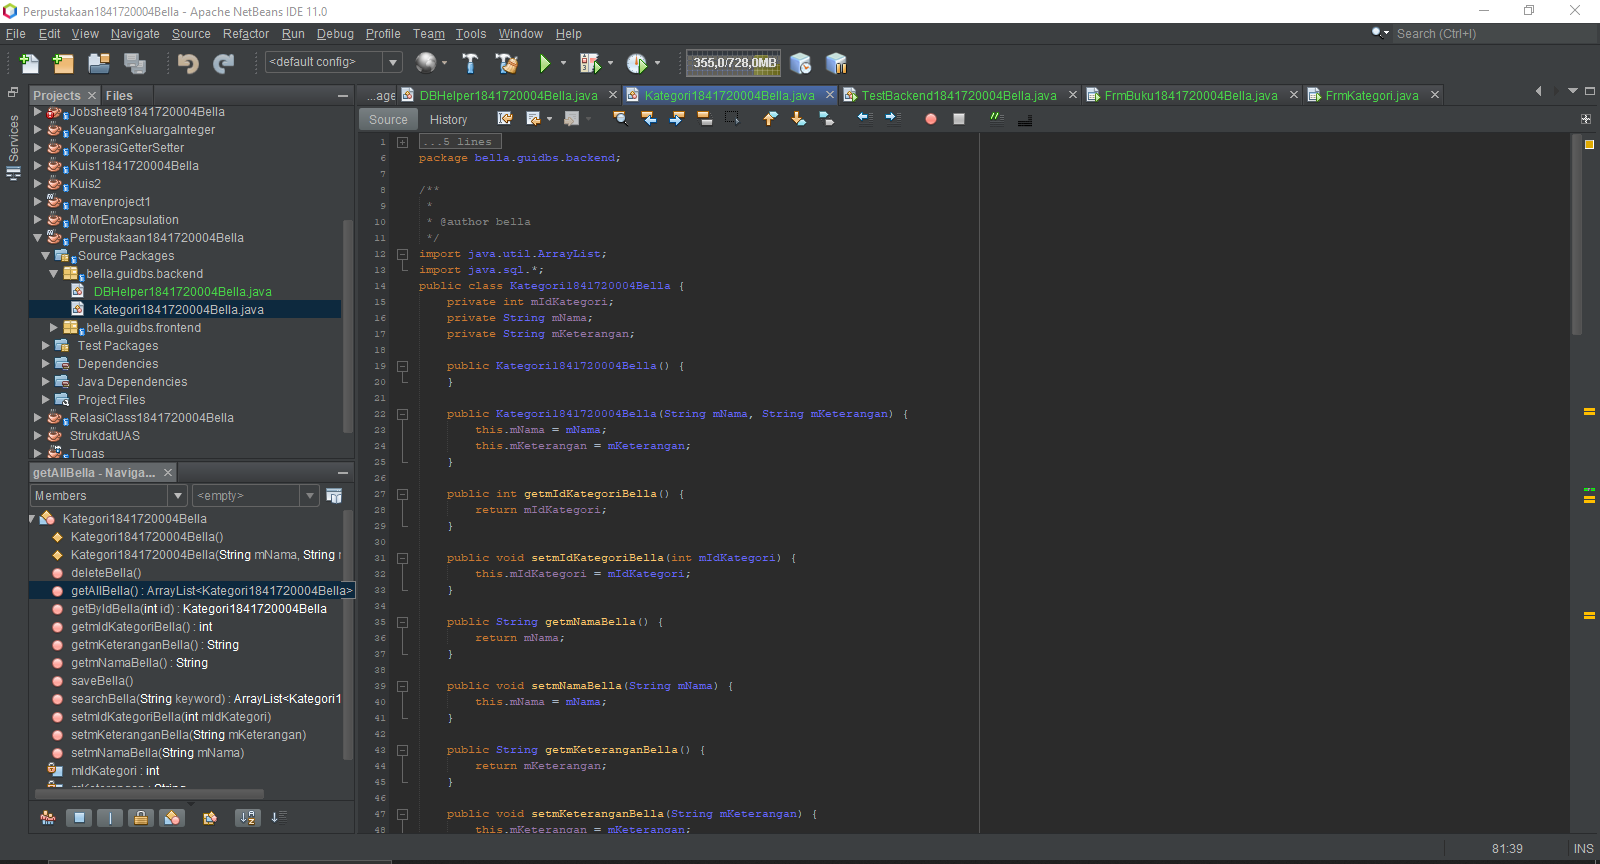 Perpustakaan1841720004Bella - Apache NetBeans IDE 11.0
File Edit View Navigate Source Refactor Run Debug Profile Team Tools Window Help
Search (Ctrl+I)
<default config>
355,0/728,0MB
Services
Projects Files
Jobsheet91841720004Bella
KeuanganKeluargaInteger
KoperasiGetterSetter
Kuis11841720004Bella
Kuis2
mavenproject1
MotorEncapsulation
Perpustakaan1841720004Bella
Source Packages
bella.guidbs.backend
DBHelper1841720004Bella.java
Kategori1841720004Bella.java
bella.guidbs.frontend
Test Packages
Dependencies
Java Dependencies
Project Files
RelasiClass1841720004Bella
StrukdatUAS
Tugas
getAllBella - Naviga...
Members <empty>
Kategori1841720004Bella
Kategori1841720004Bella()
Kategori1841720004Bella(String mNama, String r
deleteBella()
getAllBella() : ArrayList<Kategori1841720004Bella>
getByIdBella(int id) : Kategori1841720004Bella
getmIdKategoriBella() : int
getmKeteranganBella() : String
getmNamaBella() : String
saveBella()
searchBella(String keyword) : ArrayList<Kategori1
setmIdKategoriBella(int mIdKategori)
setmKeteranganBella(String mKeterangan)
setmNamaBella(String mNama)
mIdKategori : int
mKeterangan : String
...age DBHelper1841720004Bella.java Kategori1841720004Bella.java TestBackend1841720004Bella.java FrmBuku1841720004Bella.java FrmKategori.java
Source History
1 ...5 lines
6 package bella.guidbs.backend;
7
8 /**
9 *
10 * @author bella
11 */
12 import java.util.ArrayList;
13 import java.sql.*;
14 public class Kategori1841720004Bella {
15 private int mIdKategori;
16 private String mNama;
17 private String mKeterangan;
18
19 public Kategori1841720004Bella() {
20 }
21
22 public Kategori1841720004Bella(String mNama, String mKeterangan) {
23 this.mNama = mNama;
24 this.mKeterangan = mKeterangan;
25 }
26
27 public int getmIdKategoriBella() {
28 return mIdKategori;
29 }
30
31 public void setmIdKategoriBella(int mIdKategori) {
32 this.mIdKategori = mIdKategori;
33 }
34
35 public String getmNamaBella() {
36 return mNama;
37 }
38
39 public void setmNamaBella(String mNama) {
40 this.mNama = mNama;
41 }
42
43 public String getmKeteranganBella() {
44 return mKeterangan;
45 }
46
47 public void setmKeteranganBella(String mKeterangan) {
48 this.mKeterangan = mKeterangan;
81:39 INS